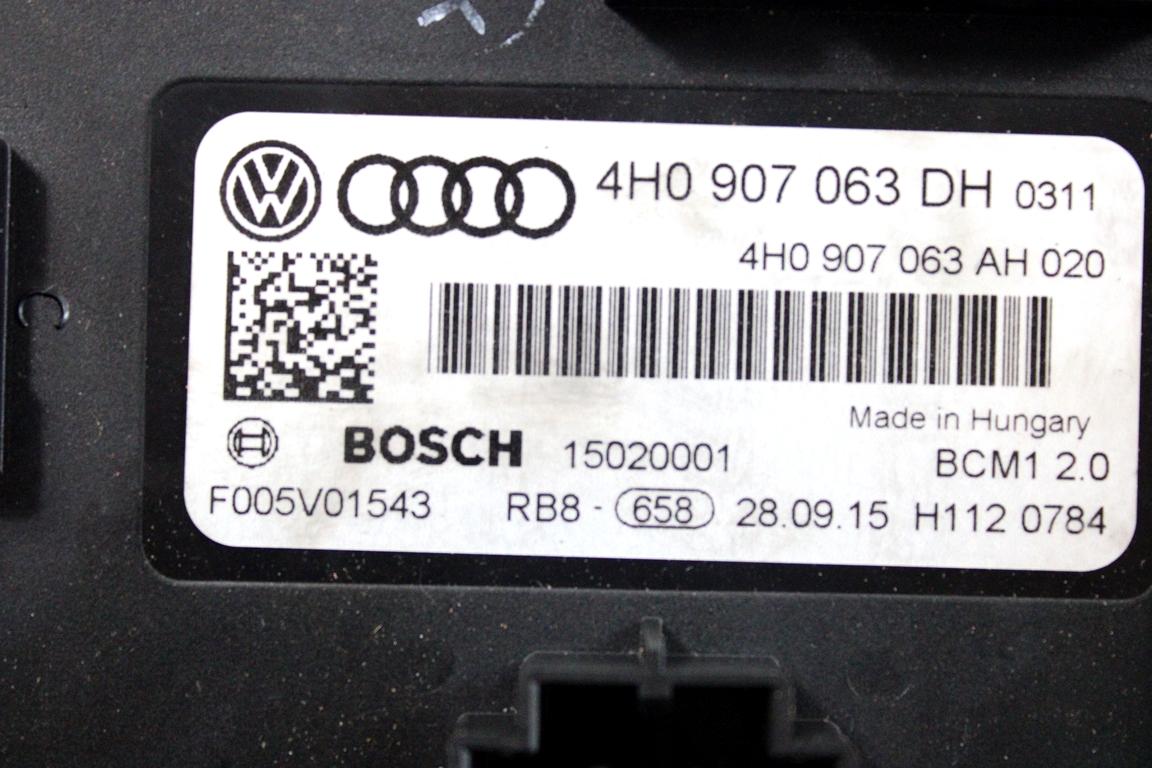 4H0 907 063 DH 0311
4H0 907 063 AH 020
Made in Hungary
BOSCH 15020001 BCM1 2.0
F005V01543 RB8 - 658 28.09.15 H112 0784